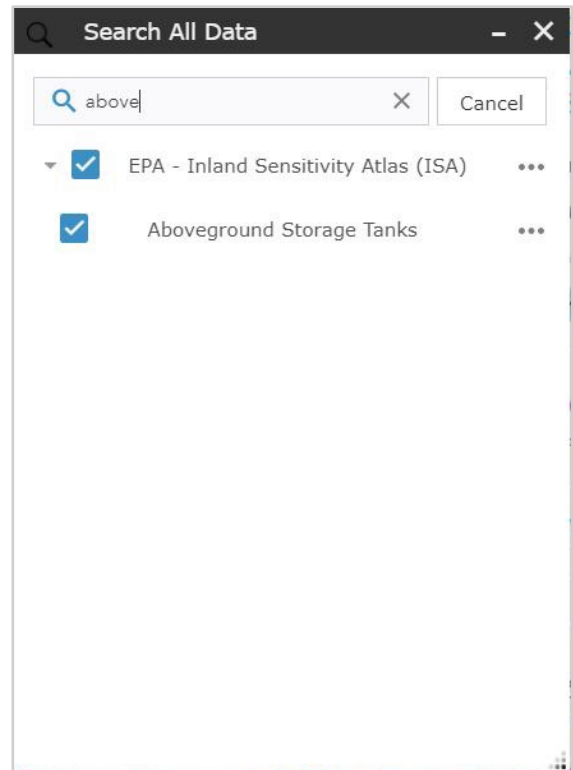 Search All Data
above
Cancel
EPA - Inland Sensitivity Atlas (ISA)
Aboveground Storage Tanks